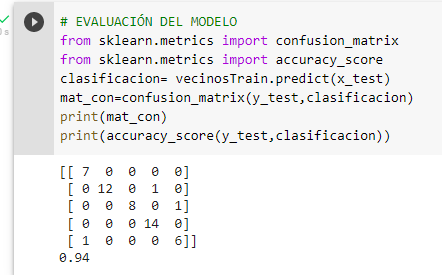 # EVALUACIÓN DEL MODELO
from sklearn.metrics import confusion_matrix
from sklearn.metrics import accuracy_score
clasificacion= vecinosTrain.predict(x_test)
mat_con=confusion_matrix(y_test,clasificacion)
print(mat_con)
print(accuracy_score(y_test,clasificacion))
[[ 7  0  0  0  0]
 [ 0 12  0  1  0]
 [ 0  0  8  0  1]
 [ 0  0  0 14  0]
 [ 1  0  0  0  6]]
0.94